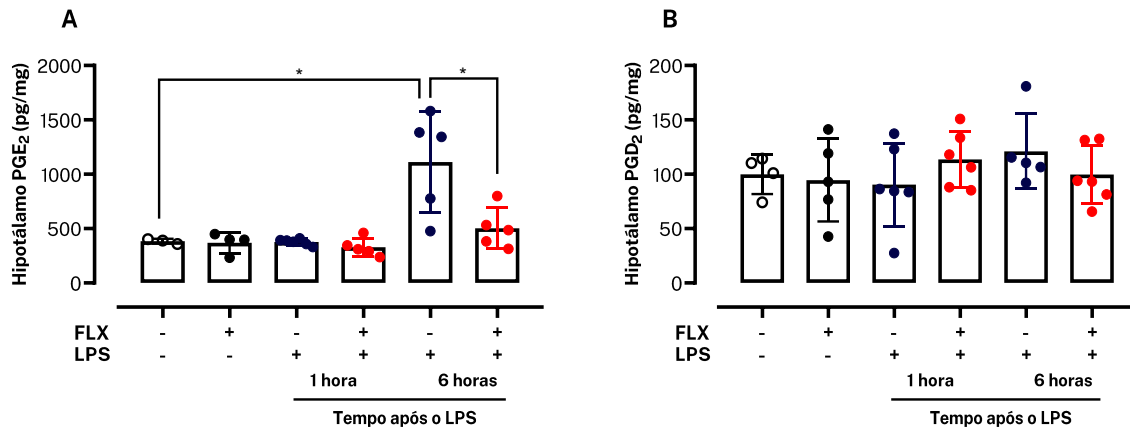 A
Hipotálamo PGE₂ (pg/mg)
2000
1500
1000
500
0
*
*
FLX - + - + - +
LPS - - + + + +
1 hora 6 horas
Tempo após o LPS
B
Hipotálamo PGD₂ (pg/mg)
200
150
100
50
0
FLX - + - + - +
LPS - - + + + +
1 hora 6 horas
Tempo após o LPS